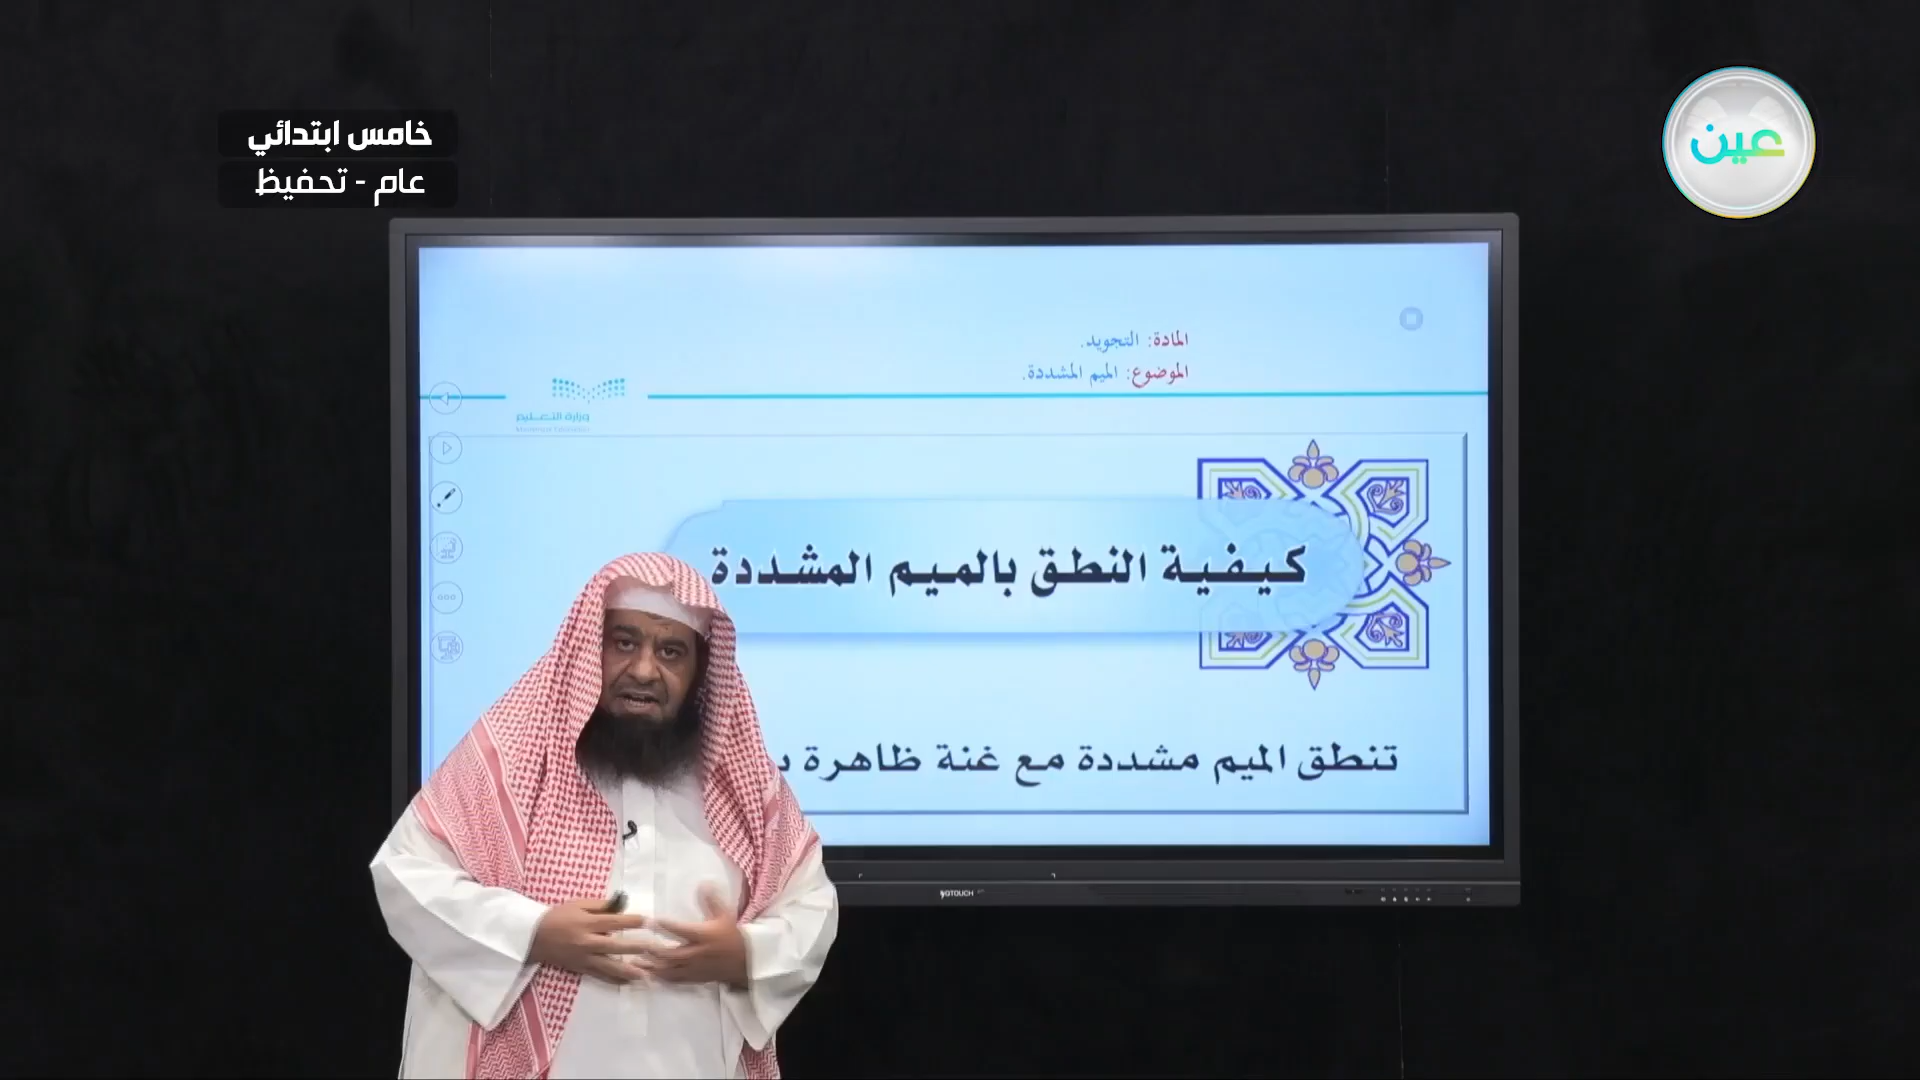 خامس ابتدائي
عام - تحفيظ
عين
المادة: التجويد.
الموضوع: الميم المشددة.
وزارة التعليم
كيفية النطق بالميم المشددة
تنطق الميم مشددة مع غنة ظاهرة